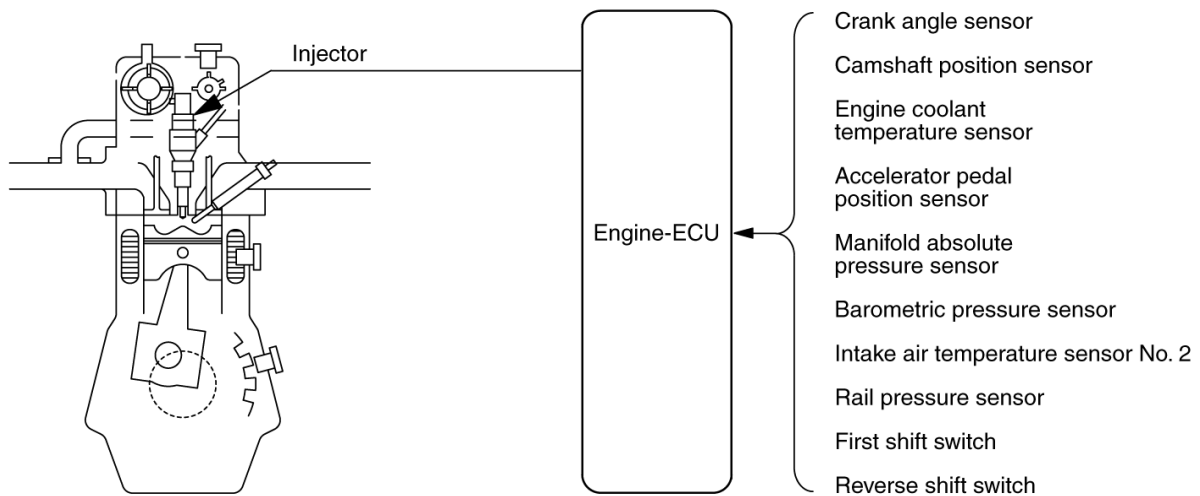 Injector
Engine-ECU
Crank angle sensor
Camshaft position sensor
Engine coolant
temperature sensor
Accelerator pedal
position sensor
Manifold absolute
pressure sensor
Barometric pressure sensor
Intake air temperature sensor No. 2
Rail pressure sensor
First shift switch
Reverse shift switch